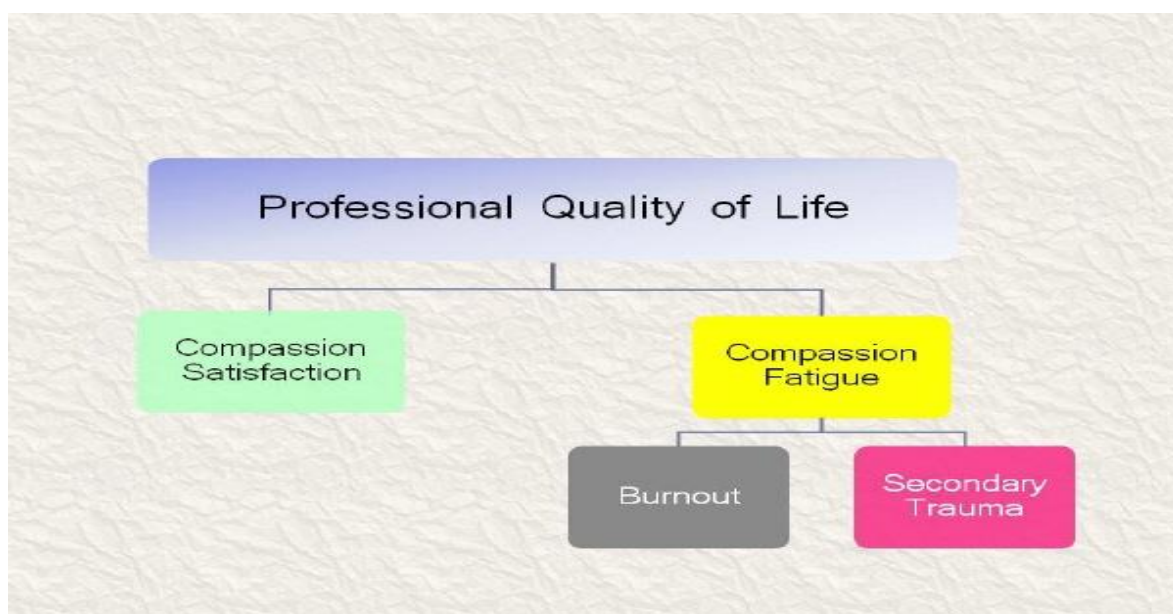 Professional Quality of Life
Compassion
Satisfaction
Compassion
Fatigue
Burnout
Secondary
Trauma